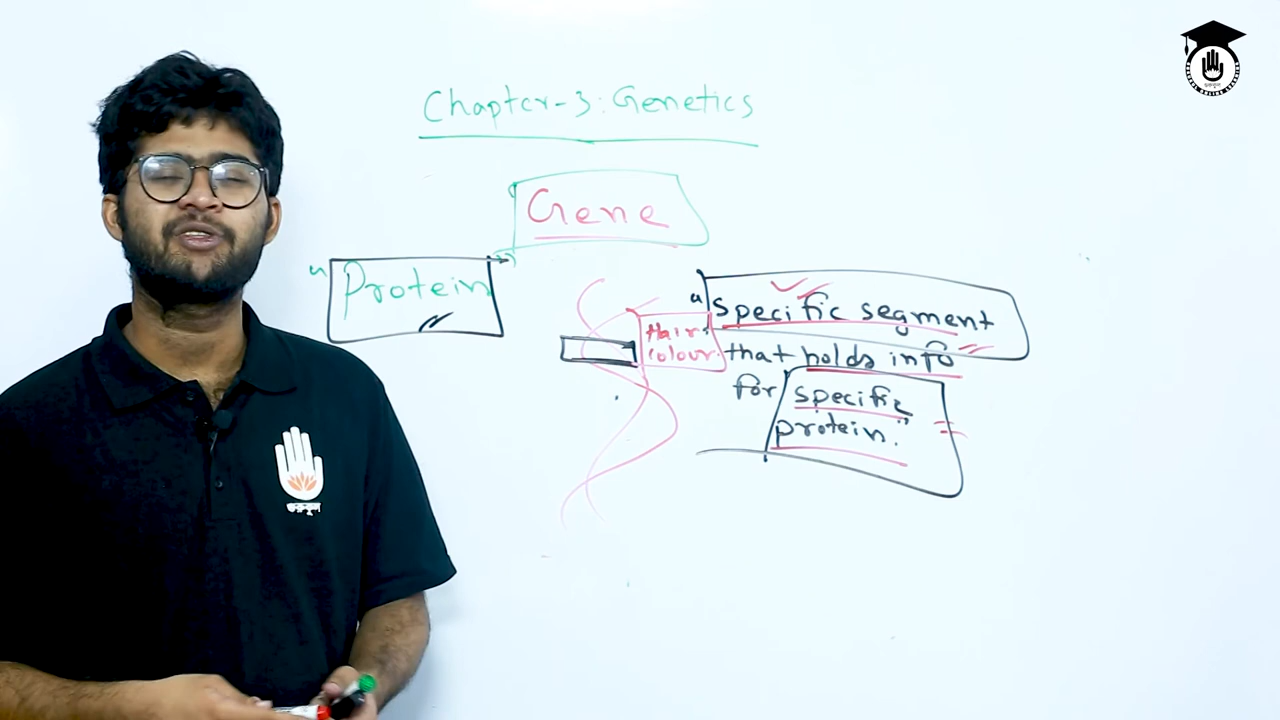 Chapter-3: Genetics
Gene
" Protein
" specific segment
that holds info
for specific
protein."
Hair
colour